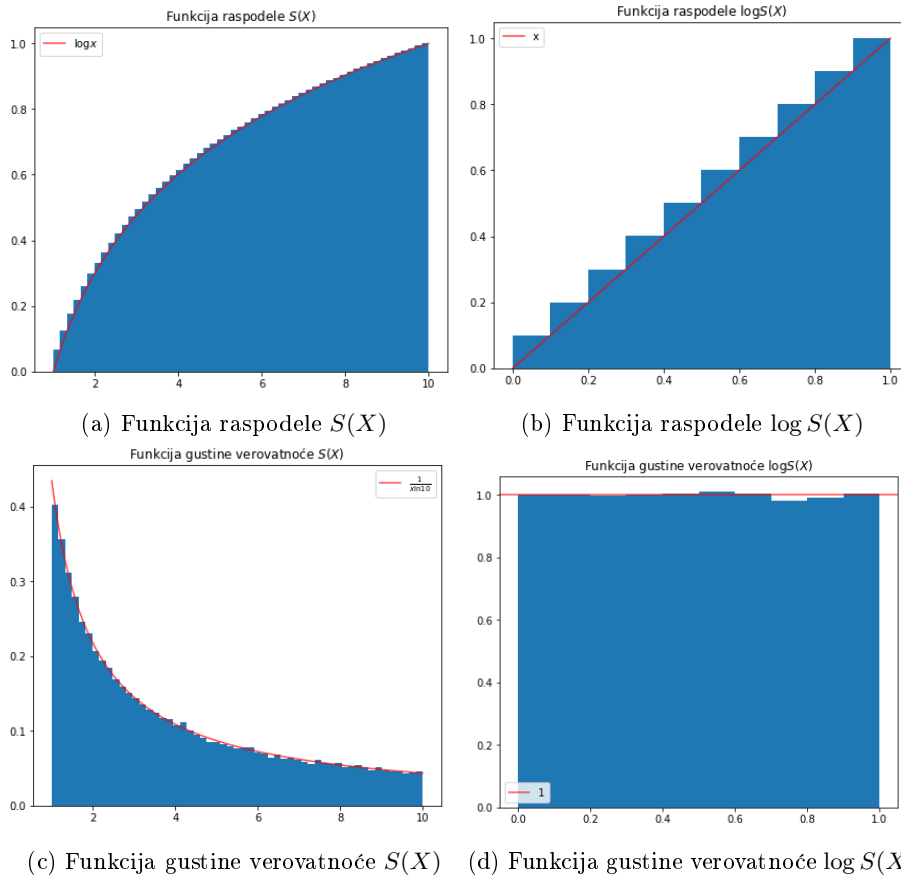 Funkcija raspodele S(X)
log x
1.0
0.8
0.6
0.4
0.2
0.0
2 4 6 8 10
(a) Funkcija raspodele S(X)
Funkcija raspodele logS(X)
x
1.0
0.8
0.6
0.4
0.2
0.0
0.0 0.2 0.4 0.6 0.8 1.0
(b) Funkcija raspodele log S(X)
Funkcija gustine verovatnoće S(X)
1/(x ln 10)
0.4
0.3
0.2
0.1
0.0
2 4 6 8 10
(c) Funkcija gustine verovatnoće S(X)
Funkcija gustine verovatnoće logS(X)
1.0
0.8
0.6
0.4
0.2
0.0
1
0.0 0.2 0.4 0.6 0.8 1.0
(d) Funkcija gustine verovatnoće log S(X